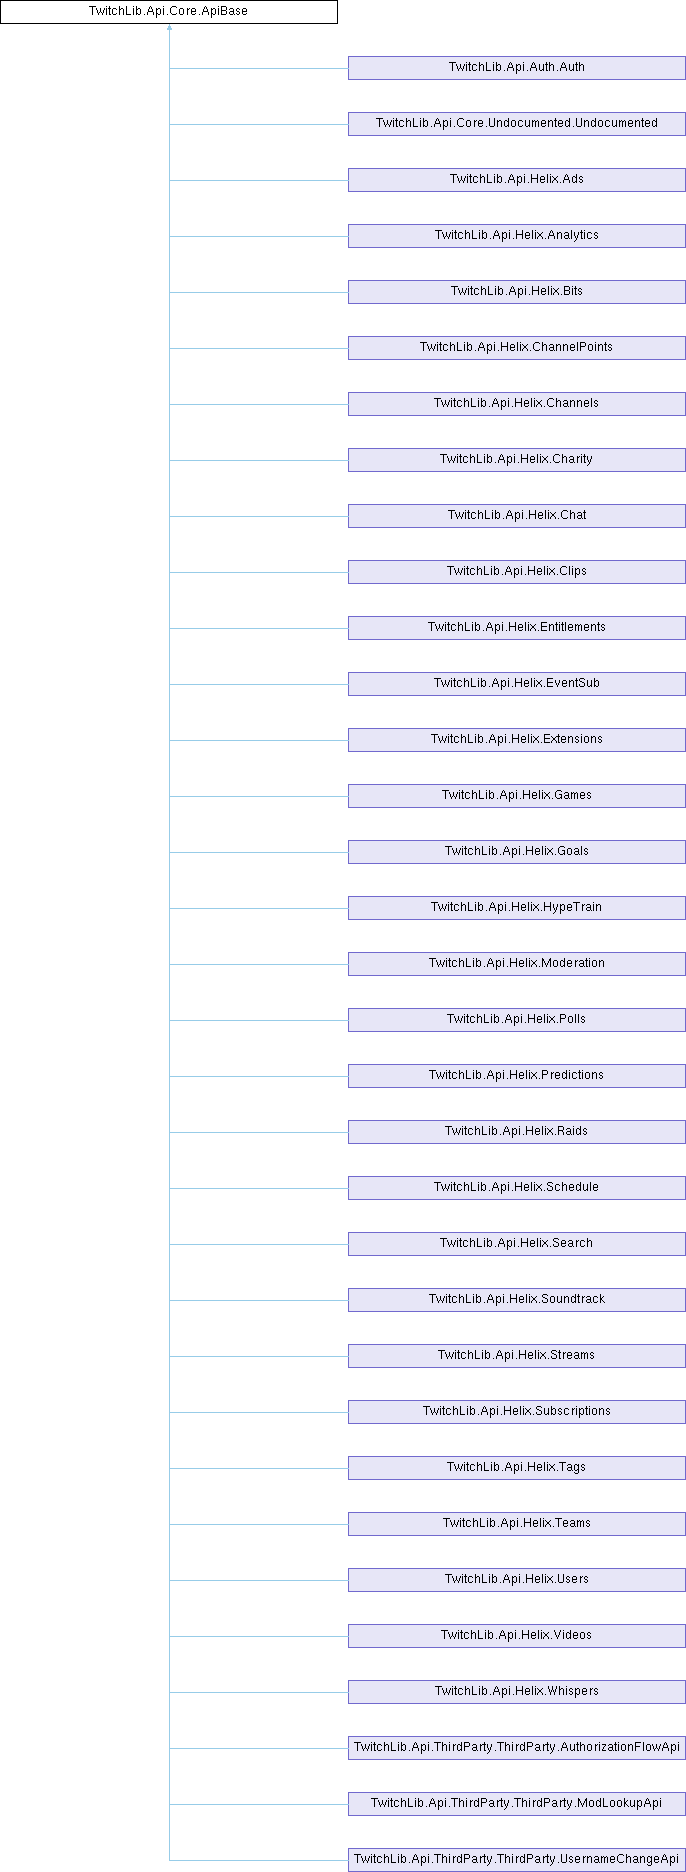 TwitchLib.Api.Core.ApiBase
TwitchLib.Api.Auth.Auth
TwitchLib.Api.Core.Undocumented.Undocumented
TwitchLib.Api.Helix.Ads
TwitchLib.Api.Helix.Analytics
TwitchLib.Api.Helix.Bits
TwitchLib.Api.Helix.ChannelPoints
TwitchLib.Api.Helix.Channels
TwitchLib.Api.Helix.Charity
TwitchLib.Api.Helix.Chat
TwitchLib.Api.Helix.Clips
TwitchLib.Api.Helix.Entitlements
TwitchLib.Api.Helix.EventSub
TwitchLib.Api.Helix.Extensions
TwitchLib.Api.Helix.Games
TwitchLib.Api.Helix.Goals
TwitchLib.Api.Helix.HypeTrain
TwitchLib.Api.Helix.Moderation
TwitchLib.Api.Helix.Polls
TwitchLib.Api.Helix.Predictions
TwitchLib.Api.Helix.Raids
TwitchLib.Api.Helix.Schedule
TwitchLib.Api.Helix.Search
TwitchLib.Api.Helix.Soundtrack
TwitchLib.Api.Helix.Streams
TwitchLib.Api.Helix.Subscriptions
TwitchLib.Api.Helix.Tags
TwitchLib.Api.Helix.Teams
TwitchLib.Api.Helix.Users
TwitchLib.Api.Helix.Videos
TwitchLib.Api.Helix.Whispers
TwitchLib.Api.ThirdParty.ThirdParty.AuthorizationFlowApi
TwitchLib.Api.ThirdParty.ThirdParty.ModLookupApi
TwitchLib.Api.ThirdParty.ThirdParty.UsernameChangeApi